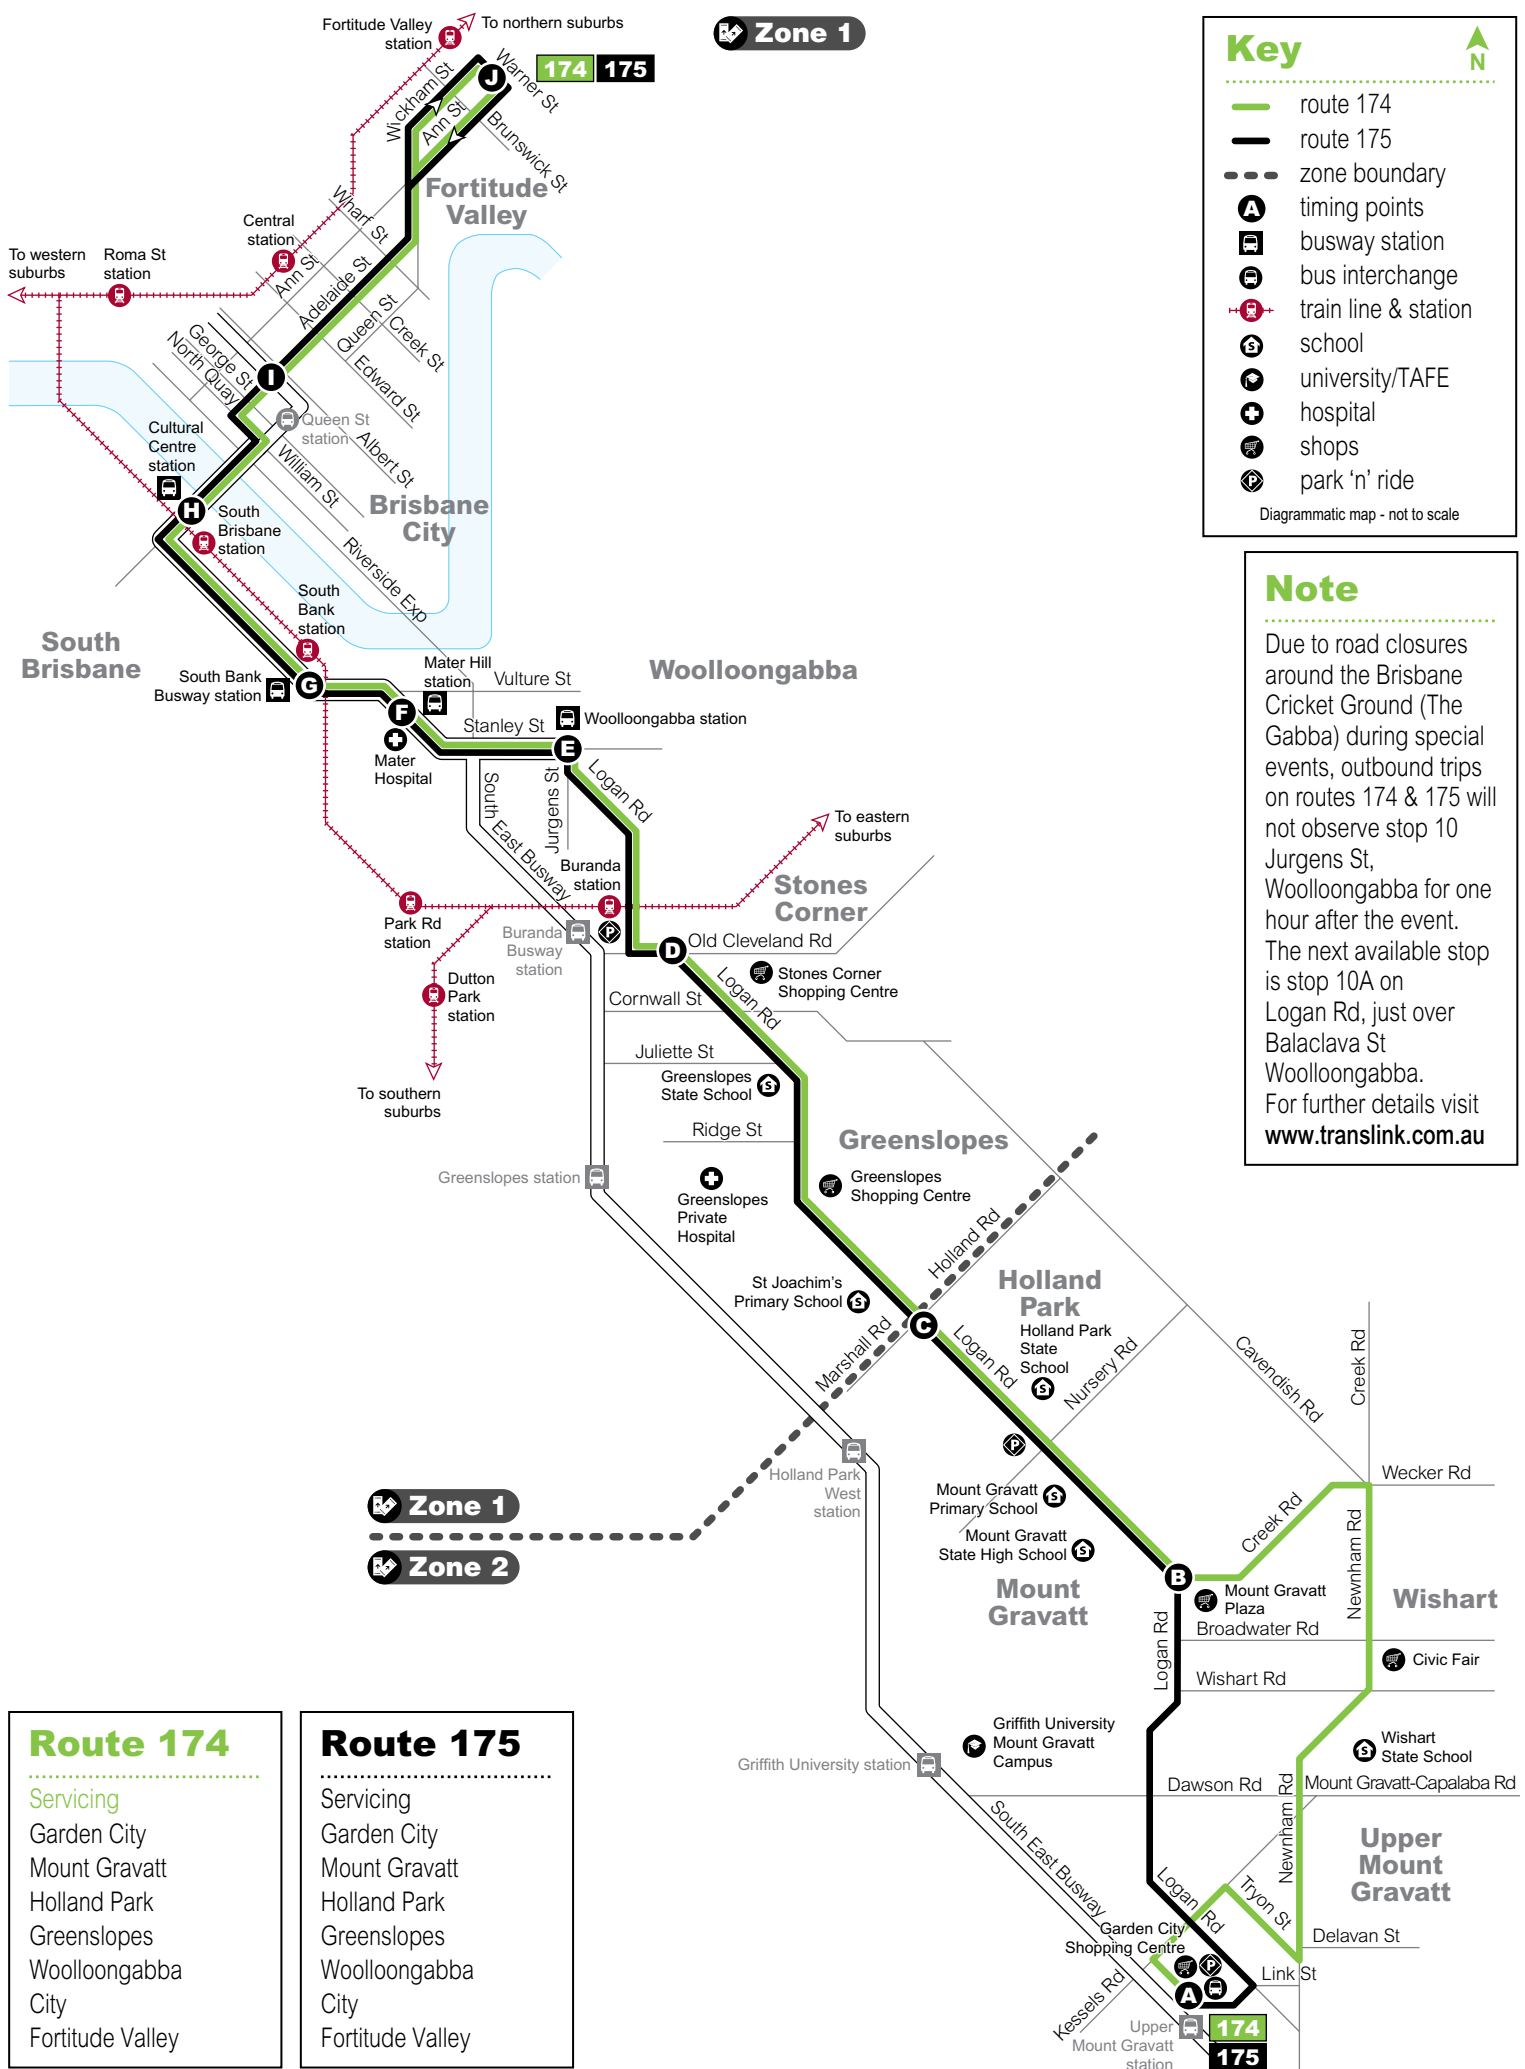 Fortitude Valley
station
To northern suburbs
Zone 1
174 175
J
Warner St
Wickham St
Ann St
Brunswick St
Fortitude
Valley
Wharf St
Central
station
To western
suburbs
Roma St
station
Ann St
Adelaide St
Queen St
Creek St
Edward St
George St
North Quay
I
Queen St
station
Albert St
William St
Cultural
Centre
station
H
South
Brisbane
station
Brisbane
City
Riverside Exp
South
Bank
station
South
Brisbane
South Bank
Busway station
G
Mater Hill
station
Vulture St
Woolloongabba
F
Stanley St
Woolloongabba station
E
Mater
Hospital
South East Busway
Jurgens St
Logan Rd
To eastern
suburbs
Buranda
station
Stones
Corner
Park Rd
station
Buranda
Busway
station
P
D
Old Cleveland Rd
Stones Corner
Shopping Centre
Dutton
Park
station
Cornwall St
Logan Rd
Juliette St
Greenslopes
State School
S
To southern
suburbs
Ridge St
Greenslopes
Greenslopes station
Greenslopes
Private
Hospital
Greenslopes
Shopping Centre
Holland Rd
St Joachim's
Primary School
S
Holland
Park
C
Marshall Rd
Logan Rd
Holland Park
State
School
S
Nursery Rd
Cavendish Rd
Creek Rd
P
Holland Park
West
station
Wecker Rd
Zone 1
Zone 2
Mount Gravatt
Primary School
S
Mount Gravatt
State High School
S
Creek Rd
Newnham Rd
Mount
Gravatt
B
Mount Gravatt
Plaza
Wishart
Broadwater Rd
Logan Rd
Civic Fair
Wishart Rd
Griffith University
Mount Gravatt
Campus
Griffith University station
Wishart
State School
S
Dawson Rd
Mount Gravatt-Capalaba Rd
South East Busway
Newnham Rd
Upper
Mount
Gravatt
Logan Rd
Tryon St
Garden City
Shopping Centre
Delavan St
P
A
Link St
Kessels Rd
Upper
Mount Gravatt
station
174
175
Key
N
route 174
route 175
zone boundary
A
timing points
busway station
bus interchange
train line & station
S
school
university/TAFE
hospital
shops
P
park 'n' ride
Diagrammatic map - not to scale
Note
Due to road closures
around the Brisbane
Cricket Ground (The
Gabba) during special
events, outbound trips
on routes 174 & 175 will
not observe stop 10
Jurgens St,
Woolloongabba for one
hour after the event.
The next available stop
is stop 10A on
Logan Rd, just over
Balaclava St
Woolloongabba.
For further details visit
www.translink.com.au
Route 174
Servicing
Garden City
Mount Gravatt
Holland Park
Greenslopes
Woolloongabba
City
Fortitude Valley
Route 175
Servicing
Garden City
Mount Gravatt
Holland Park
Greenslopes
Woolloongabba
City
Fortitude Valley